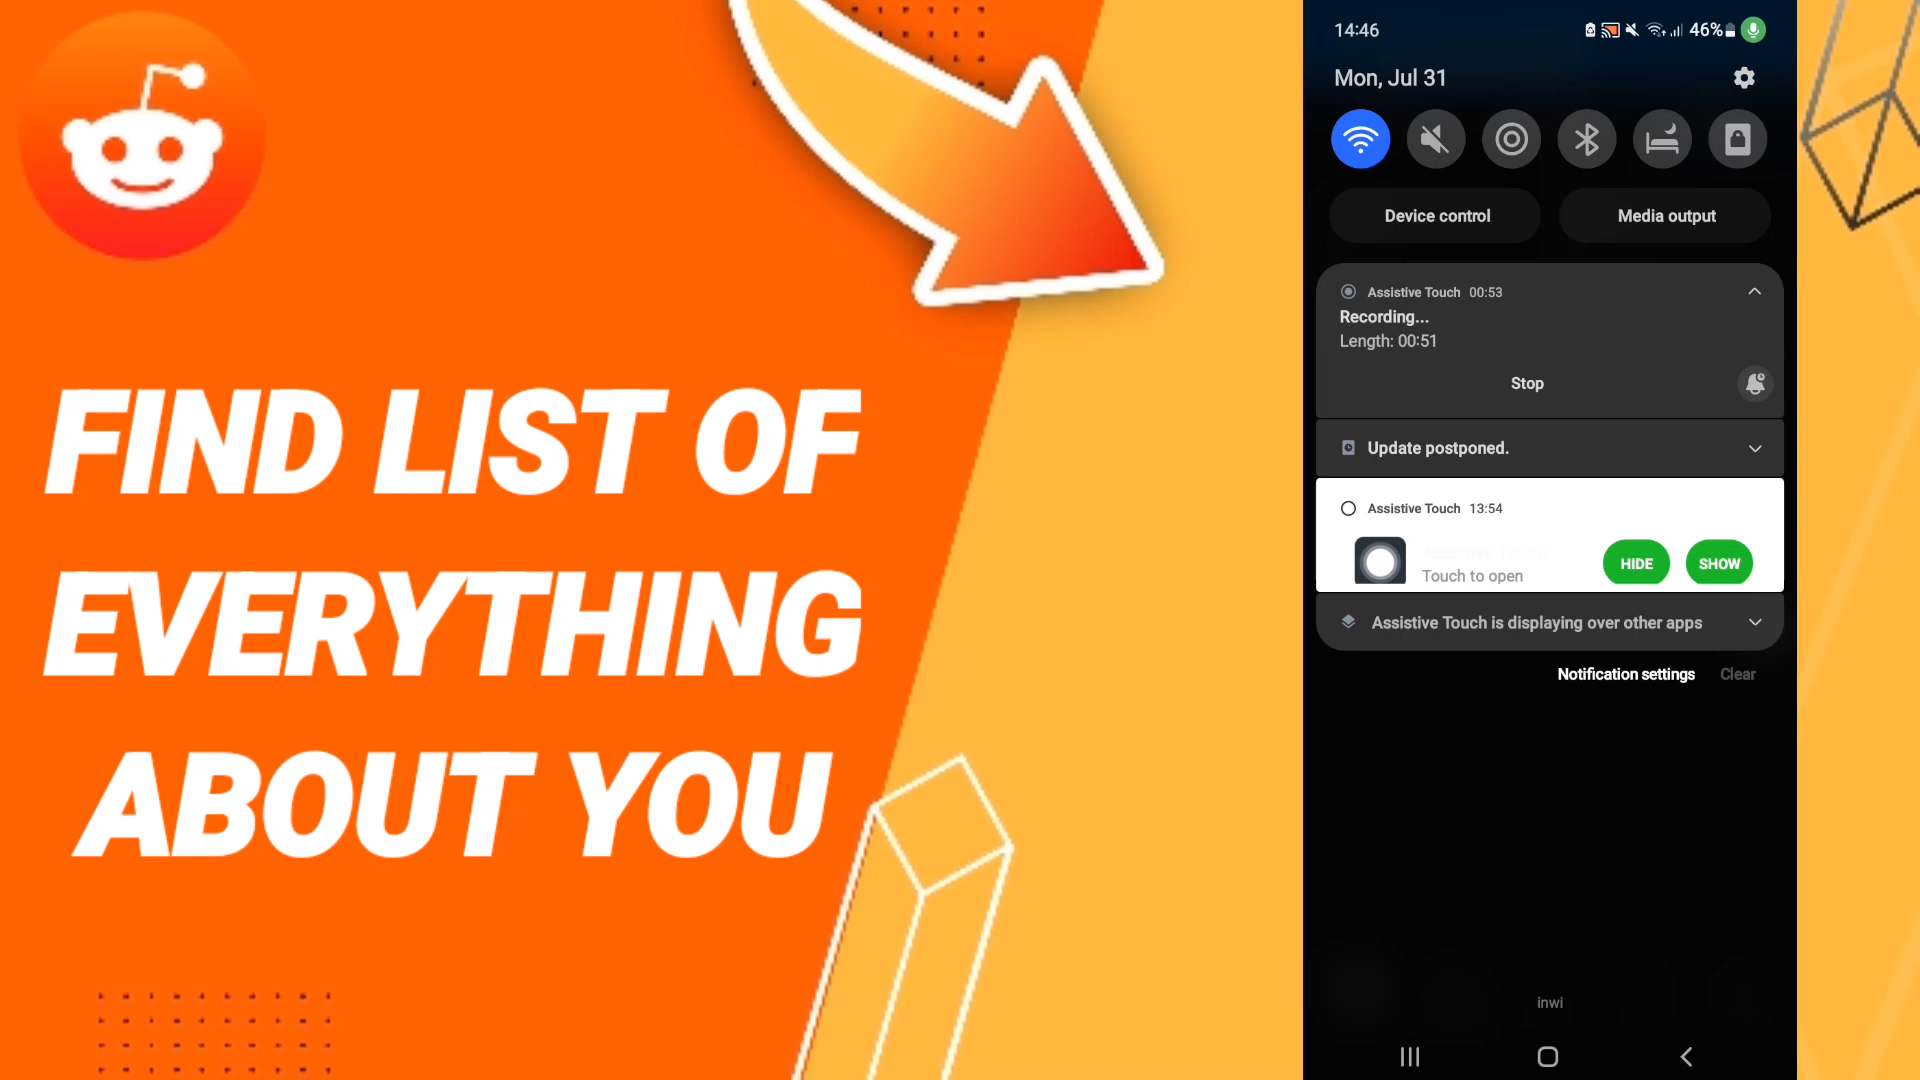 FIND LIST OF
EVERYTHING
ABOUT YOU
14:46
46%
Mon, Jul 31
Device control
Media output
Assistive Touch 00:53
Recording...
Length: 00:51
Stop
Update postponed.
Assistive Touch 13:54
Touch to open
HIDE
SHOW
Assistive Touch is displaying over other apps
Notification settings
Clear
inwi